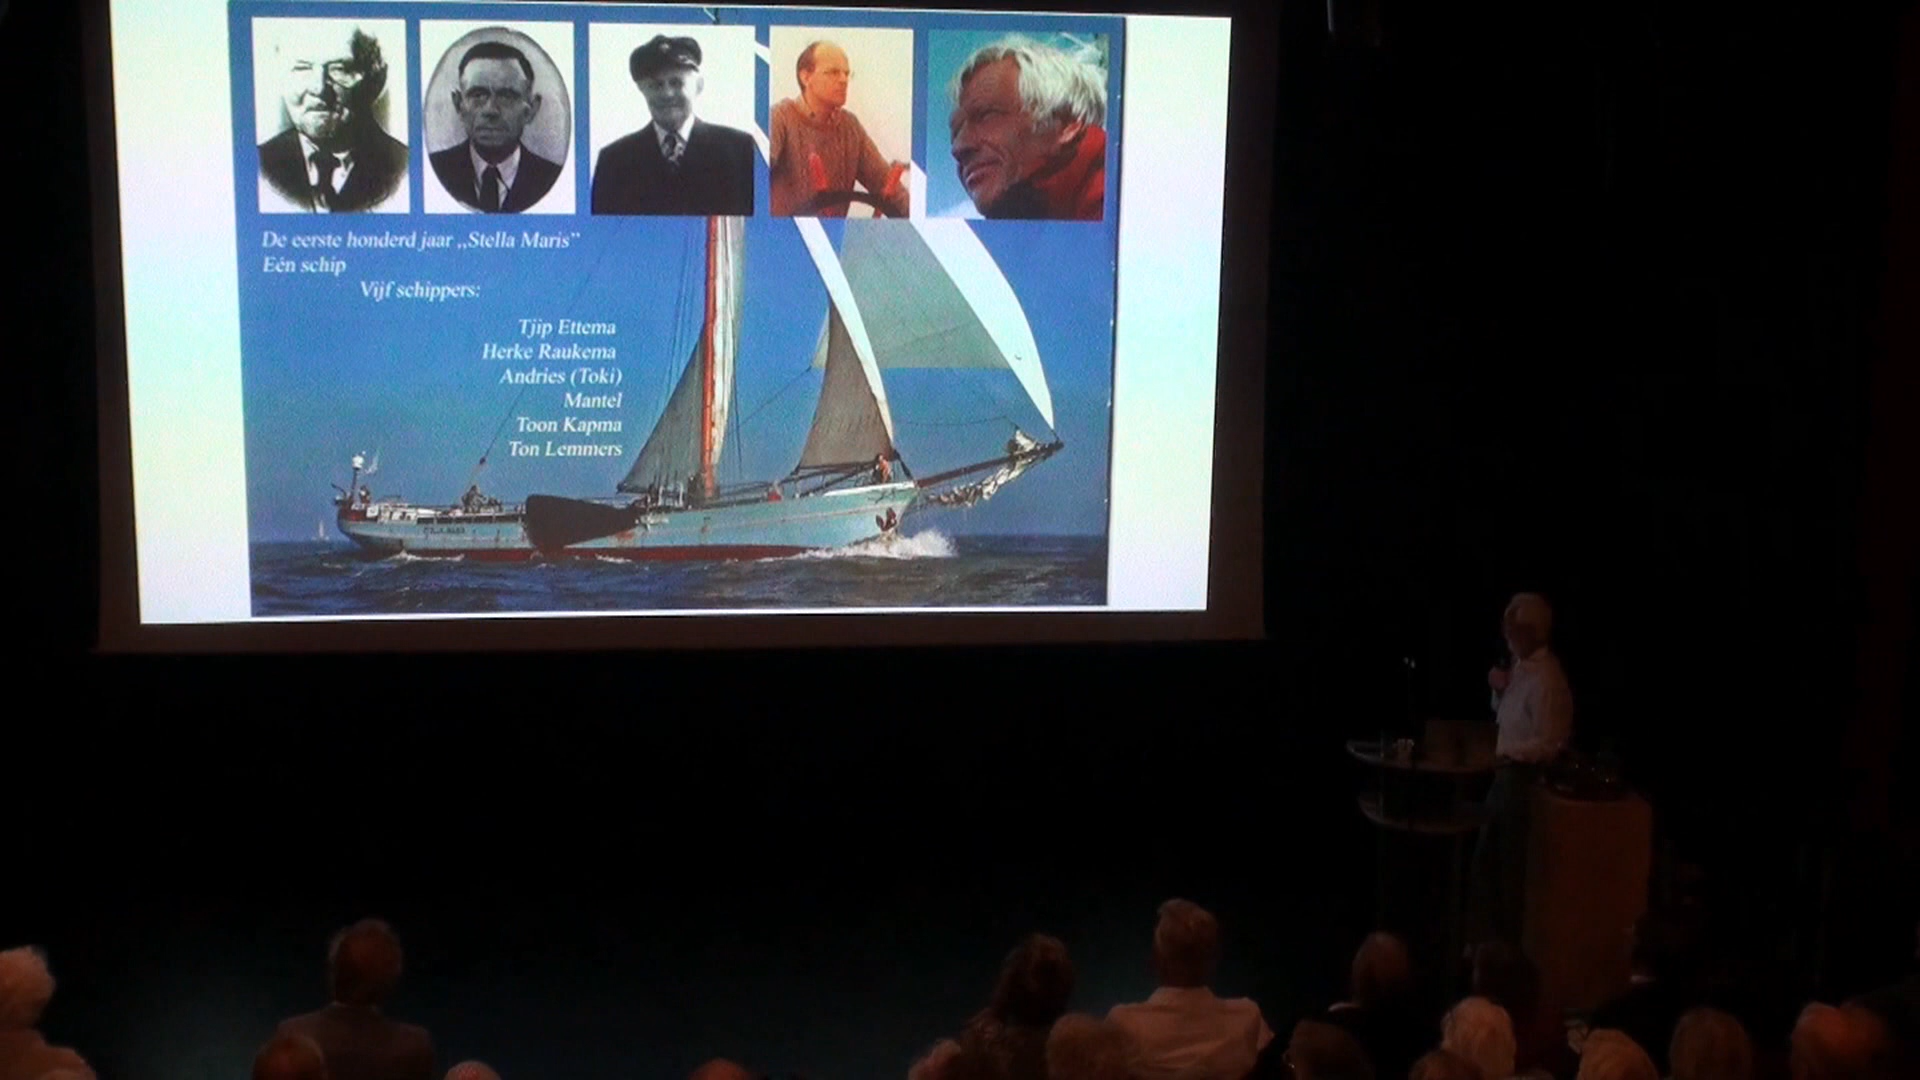 De eerste honderd jaar „Stella Maris”
Eén schip
Vijf schippers:
Tjip Ettema
Herke Raukema
Andries (Toki)
Mantel
Toon Kapma
Ton Lemmers